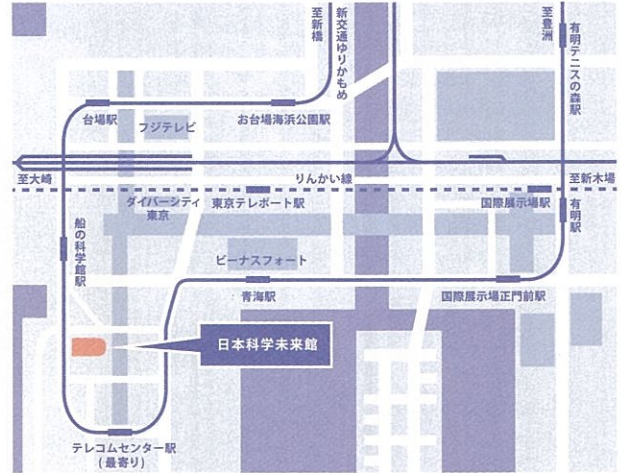 至新橋
新交通ゆりかもめ
至豊洲
有明テニスの森駅
台場駅
フジテレビ
お台場海浜公園駅
至大崎
りんかい線
至新木場
ダイバーシティ
東京
東京テレポート駅
国際展示場駅
有明駅
船の科学館駅
ビーナスフォート
青海駅
国際展示場正門前駅
日本科学未来館
テレコムセンター駅
(最寄り)